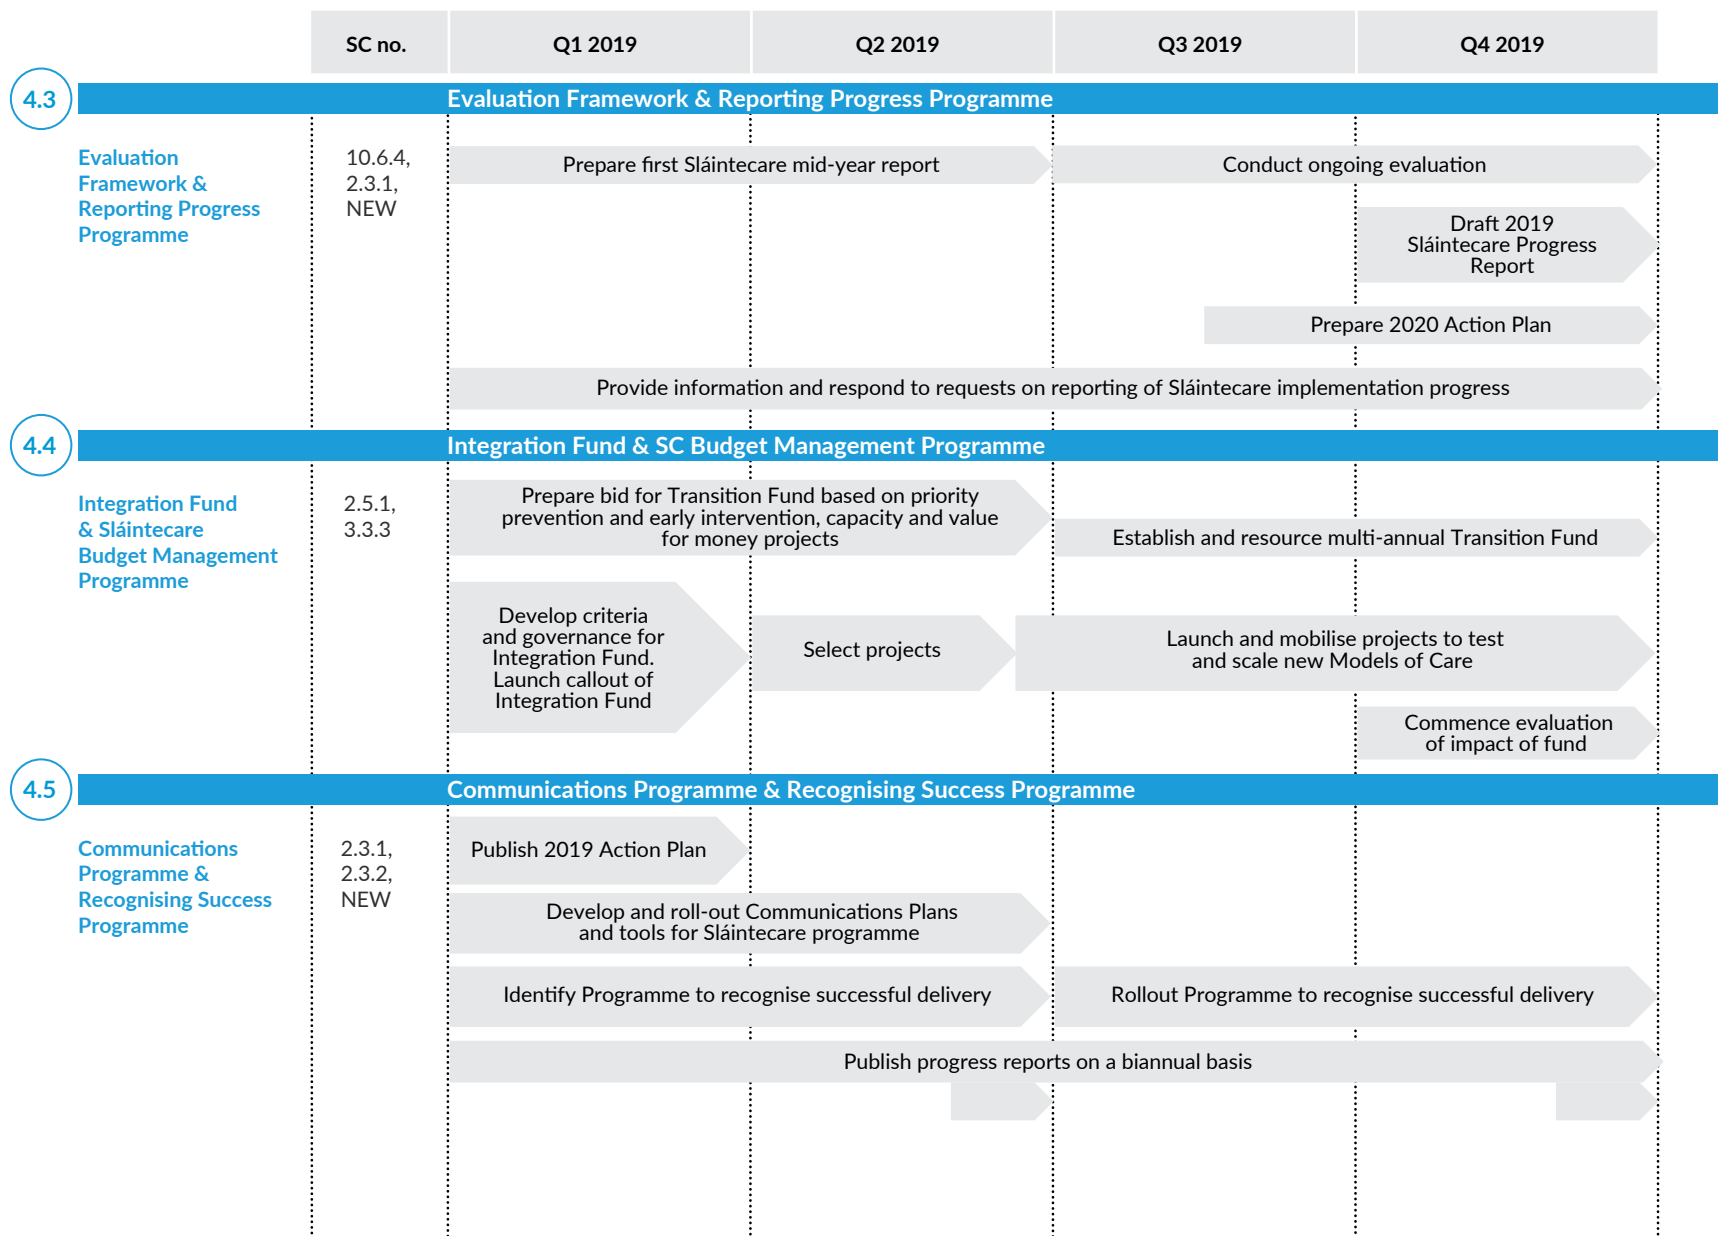 SC no.
Q1 2019
Q2 2019
Q3 2019
Q4 2019
4.3
Evaluation Framework & Reporting Progress Programme
Evaluation
Framework &
Reporting Progress
Programme
10.6.4,
2.3.1,
NEW
Prepare first Sláintecare mid-year report
Conduct ongoing evaluation
Draft 2019
Sláintecare Progress
Report
Prepare 2020 Action Plan
Provide information and respond to requests on reporting of Sláintecare implementation progress
4.4
Integration Fund & SC Budget Management Programme
Integration Fund
& Sláintecare
Budget Management
Programme
2.5.1,
3.3.3
Prepare bid for Transition Fund based on priority
prevention and early intervention, capacity and value
for money projects
Establish and resource multi-annual Transition Fund
Develop criteria
and governance for
Integration Fund.
Launch callout of
Integration Fund
Select projects
Launch and mobilise projects to test
and scale new Models of Care
Commence evaluation
of impact of fund
4.5
Communications Programme & Recognising Success Programme
Communications
Programme &
Recognising Success
Programme
2.3.1,
2.3.2,
NEW
Publish 2019 Action Plan
Develop and roll-out Communications Plans
and tools for Sláintecare programme
Identify Programme to recognise successful delivery
Rollout Programme to recognise successful delivery
Publish progress reports on a biannual basis